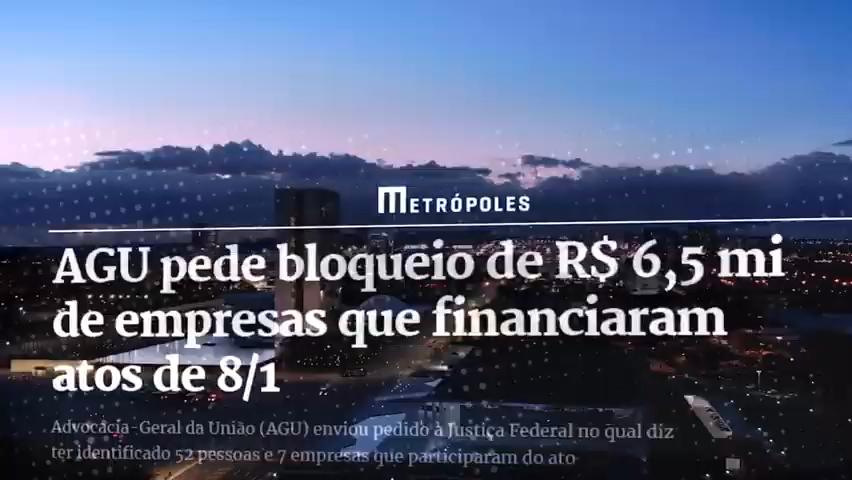 METRÓPOLES
AGU pede bloqueio de R$ 6,5 mi
de empresas que financiaram
atos de 8/1
Advocacia-Geral da União (AGU) enviou pedido à Justiça Federal no qual diz
ter identificado 52 pessoas e 7 empresas que participaram do ato